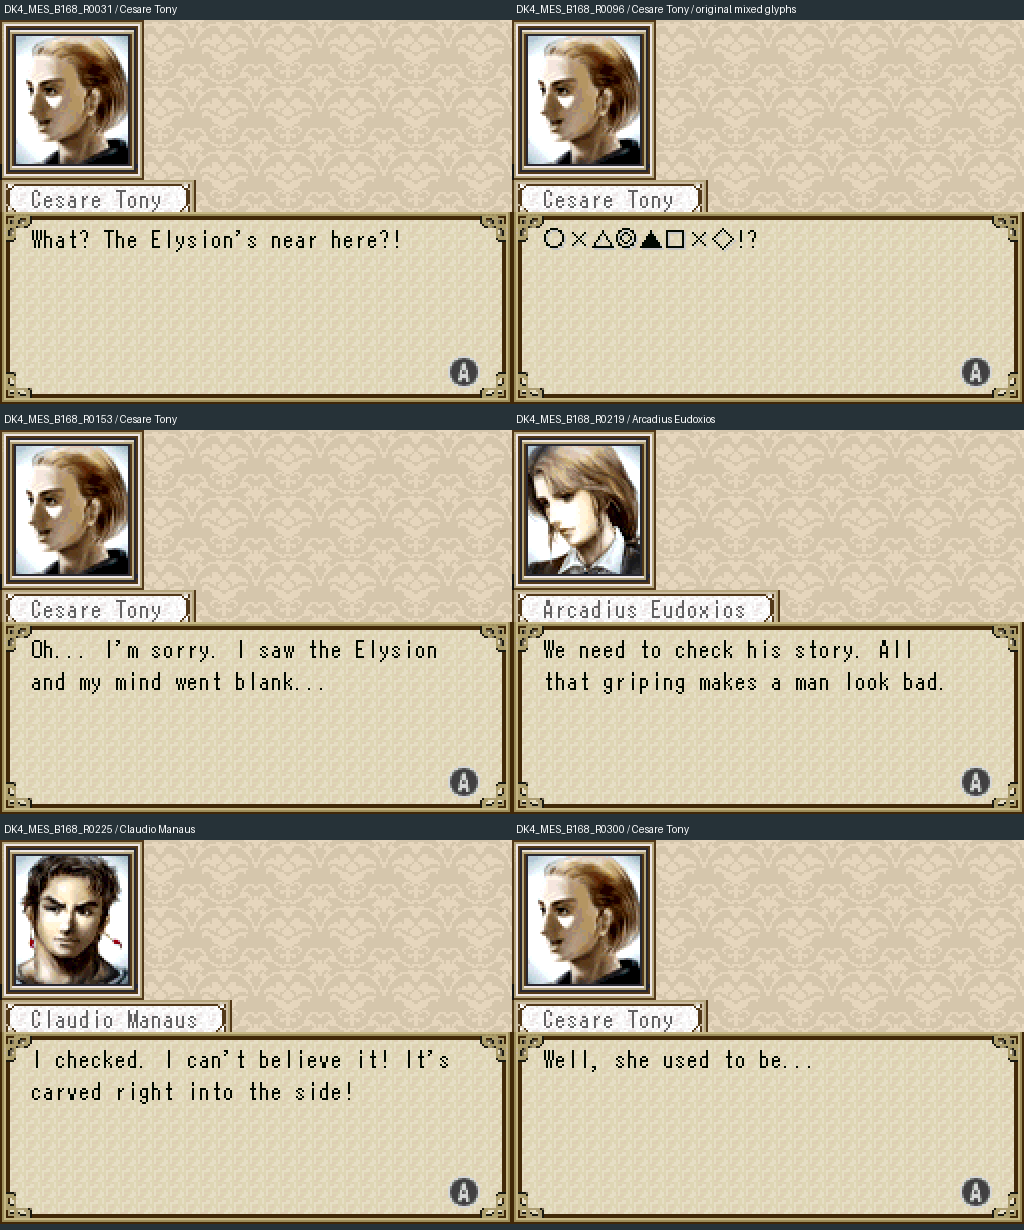 DK4_MES_B168_R0031 / Cesare Tony
Cesare Tony
What? The Elysion's near here?!
A
DK4_MES_B168_R0096 / Cesare Tony / original mixed glyphs
Cesare Tony
○×△◎▲□×◇!?
A
DK4_MES_B168_R0153 / Cesare Tony
Cesare Tony
Oh... I'm sorry. I saw the Elysion
and my mind went blank...
A
DK4_MES_B168_R0219 / Arcadius Eudoxios
Arcadius Eudoxios
We need to check his story. All
that griping makes a man look bad.
A
DK4_MES_B168_R0225 / Claudio Manaus
Claudio Manaus
I checked. I can't believe it! It's
carved right into the side!
A
DK4_MES_B168_R0300 / Cesare Tony
Cesare Tony
Well, she used to be...
A